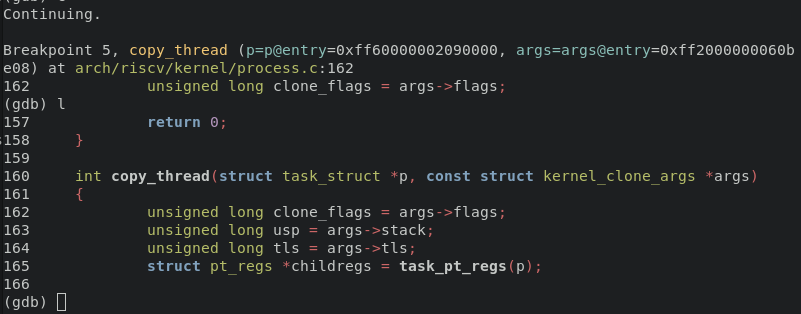 Continuing.
Breakpoint 5, copy_thread (p=p@entry=0xff60000002090000, args=args@entry=0xff2000000060b
e08) at arch/riscv/kernel/process.c:162
162             unsigned long clone_flags = args->flags;
(gdb) l
157             return 0;
158     }
159
160     int copy_thread(struct task_struct *p, const struct kernel_clone_args *args)
161     {
162             unsigned long clone_flags = args->flags;
163             unsigned long usp = args->stack;
164             unsigned long tls = args->tls;
165             struct pt_regs *childregs = task_pt_regs(p);
166
(gdb)